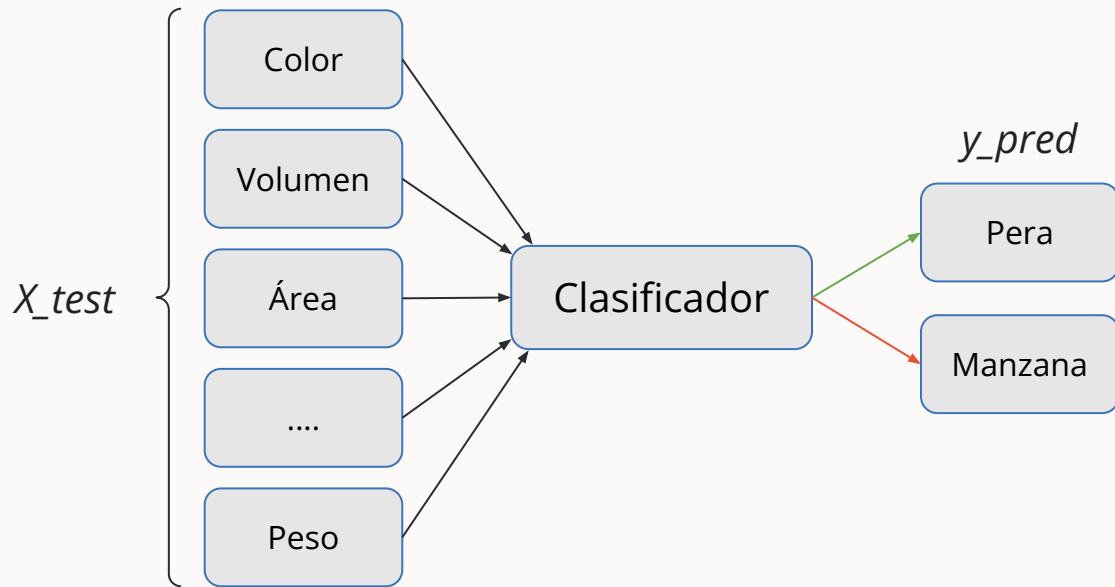 X_test
Color
Volumen
Área
....
Peso
Clasificador
y_pred
Pera
Manzana